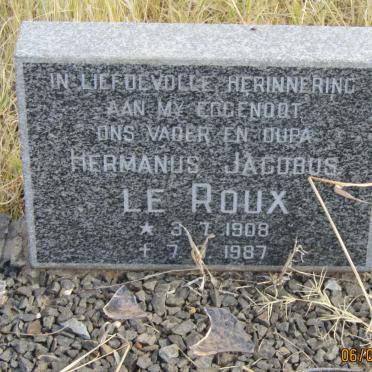 IN LIEFDEVOLLE HERINNERING
AAN MY EGGENOOT
ONS VADER EN OUPA
HERMANUS JACOBUS
LE ROUX
* 3.7.1908
† 7. 1987
06/0